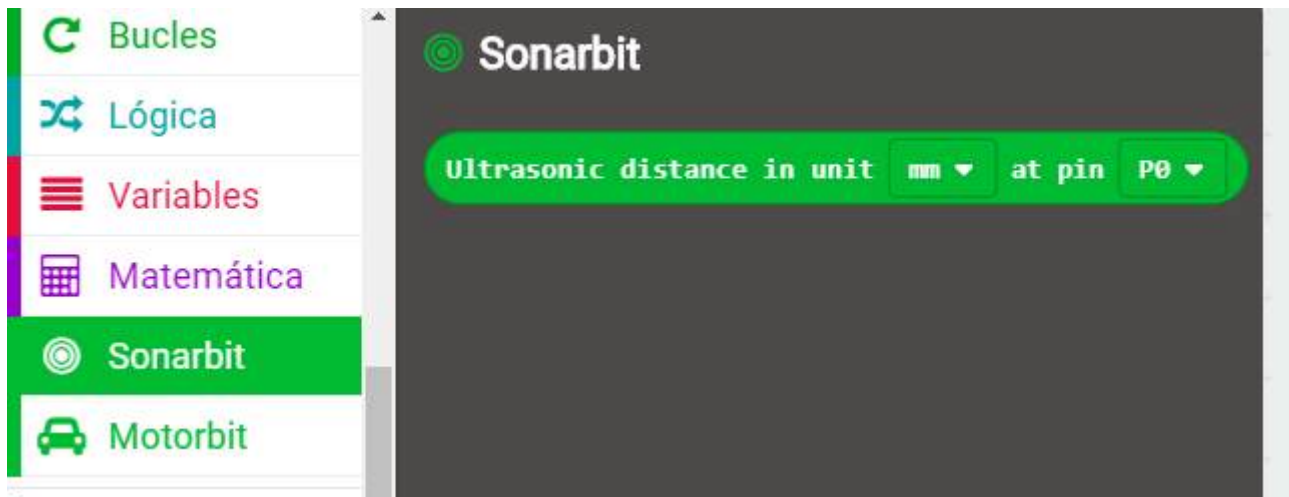 Bucles
Lógica
Variables
Matemática
Sonarbit
Motorbit
Sonarbit
Ultrasonic distance in unit mm at pin P0